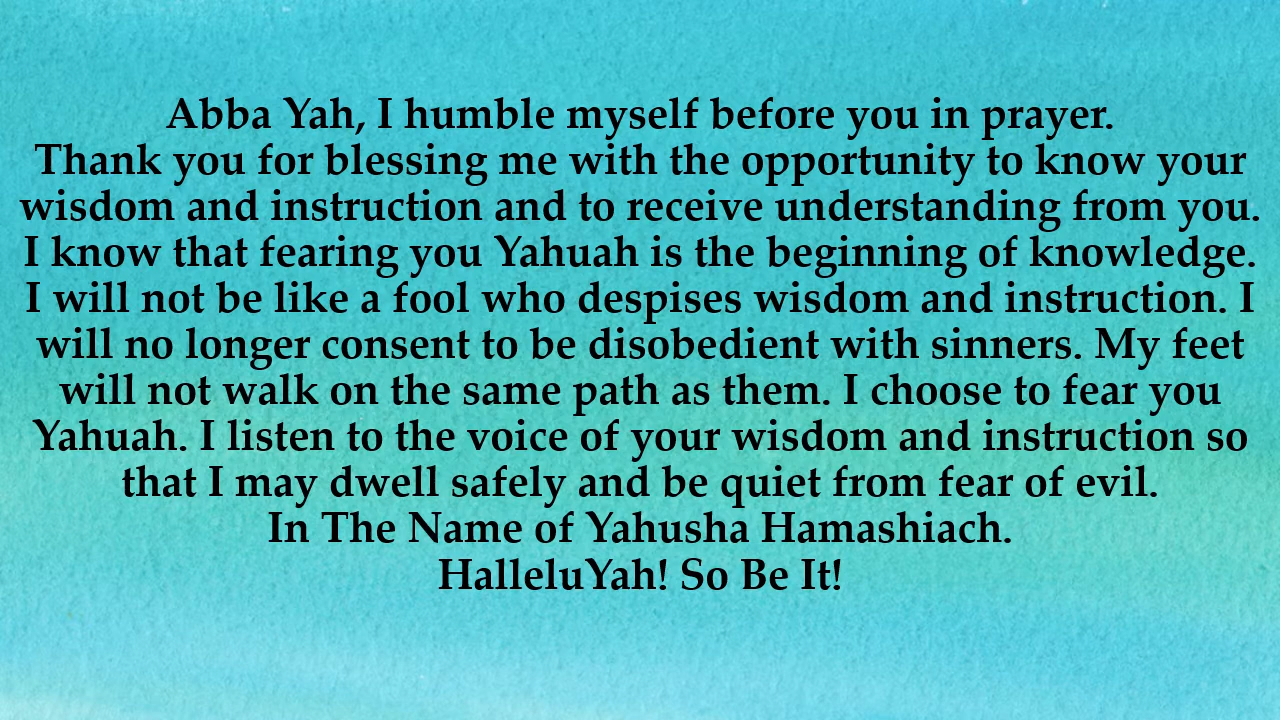 Abba Yah, I humble myself before you in prayer.
Thank you for blessing me with the opportunity to know your
wisdom and instruction and to receive understanding from you.
I know that fearing you Yahuah is the beginning of knowledge.
I will not be like a fool who despises wisdom and instruction. I
will no longer consent to be disobedient with sinners. My feet
will not walk on the same path as them. I choose to fear you
Yahuah. I listen to the voice of your wisdom and instruction so
that I may dwell safely and be quiet from fear of evil.
In The Name of Yahusha Hamashiach.
HalleluYah! So Be It!